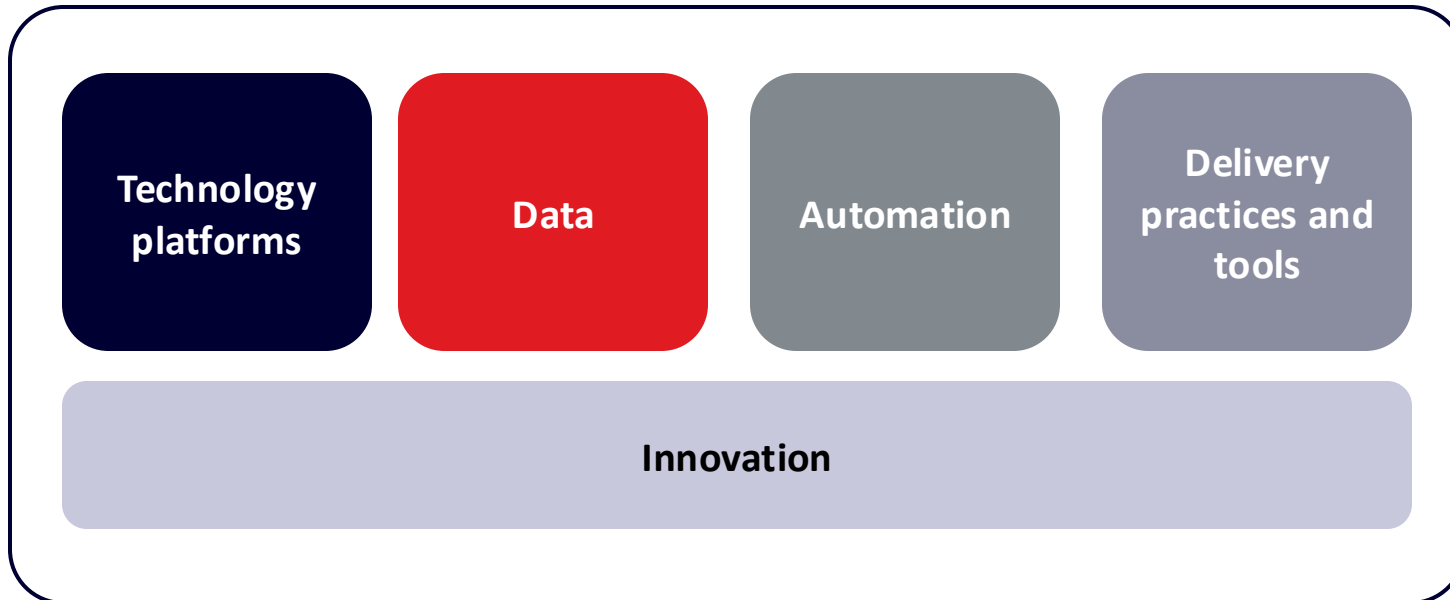 Technology
platforms
Data
Automation
Delivery
practices and
tools
Innovation